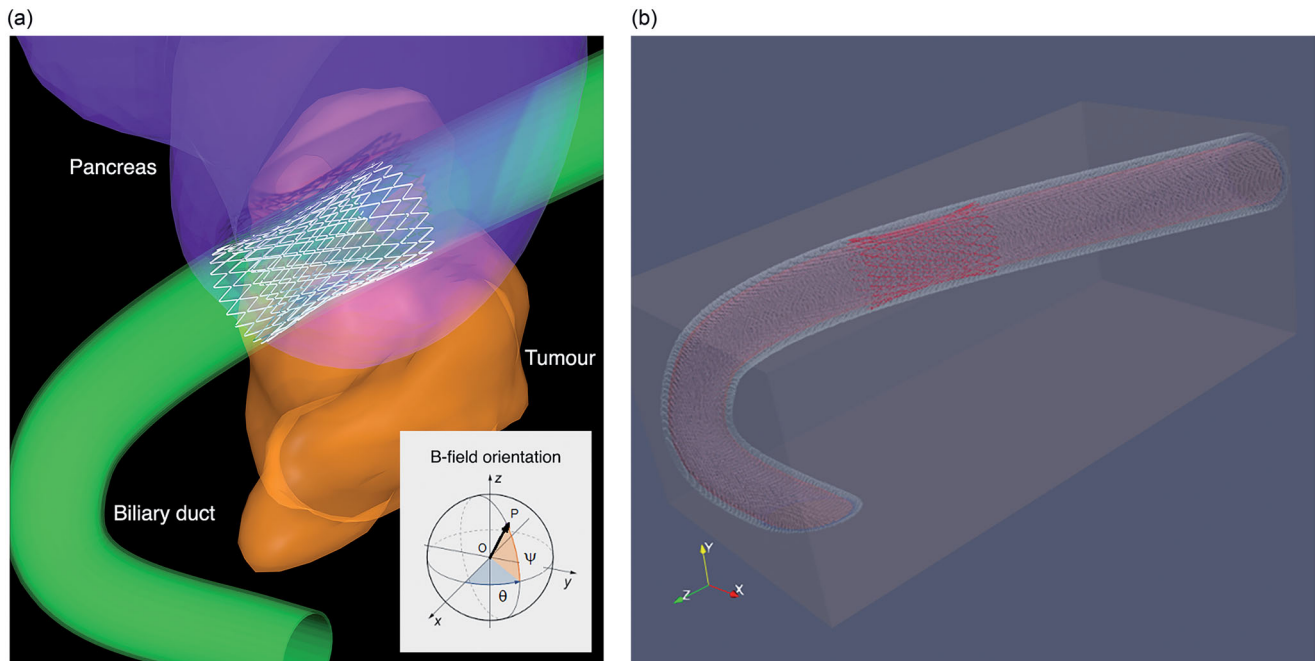 (a)
(b)
Pancreas
Tumour
Biliary duct
B-field orientation
z
P
O
Ψ
y
θ
x
Y
Z
X